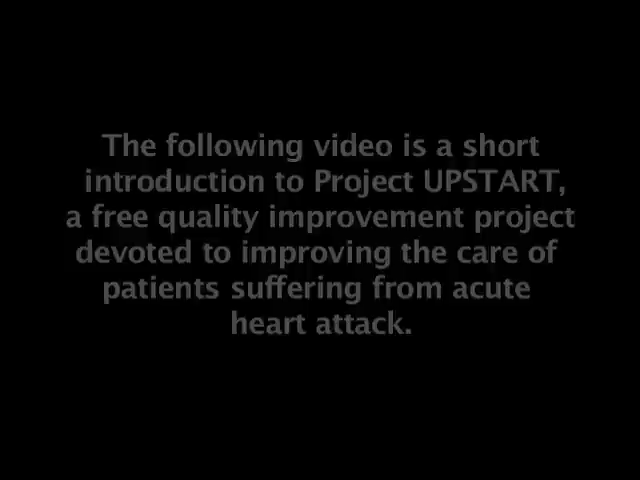 The following video is a short
introduction to Project UPSTART,
a free quality improvement project
devoted to improving the care of
patients suffering from acute
heart attack.